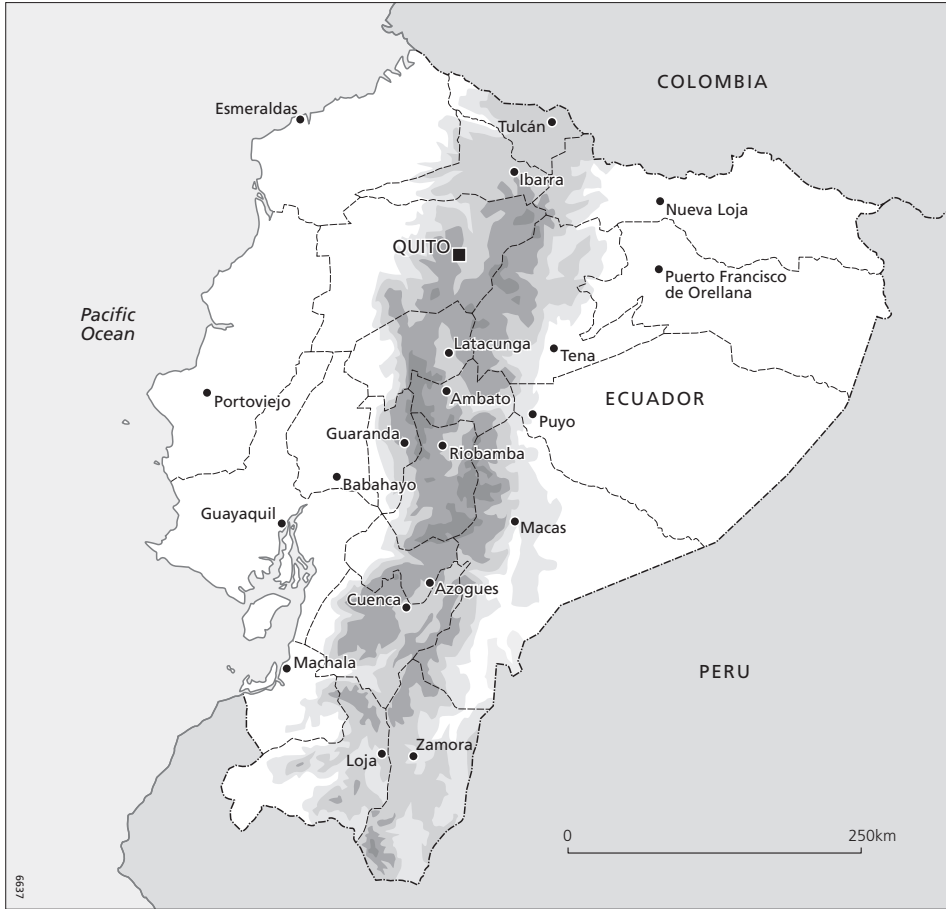 COLOMBIA
Esmeraldas
Tulcán
Ibarra
Nueva Loja
QUITO
Puerto Francisco
de Orellana
Pacific
Ocean
Latacunga
Tena
Portoviejo
Ambato
ECUADOR
Puyo
Guaranda
Riobamba
Babahayo
Guayaquil
Macas
Azogues
Cuenca
Machala
PERU
Zamora
Loja
0
250km
6637